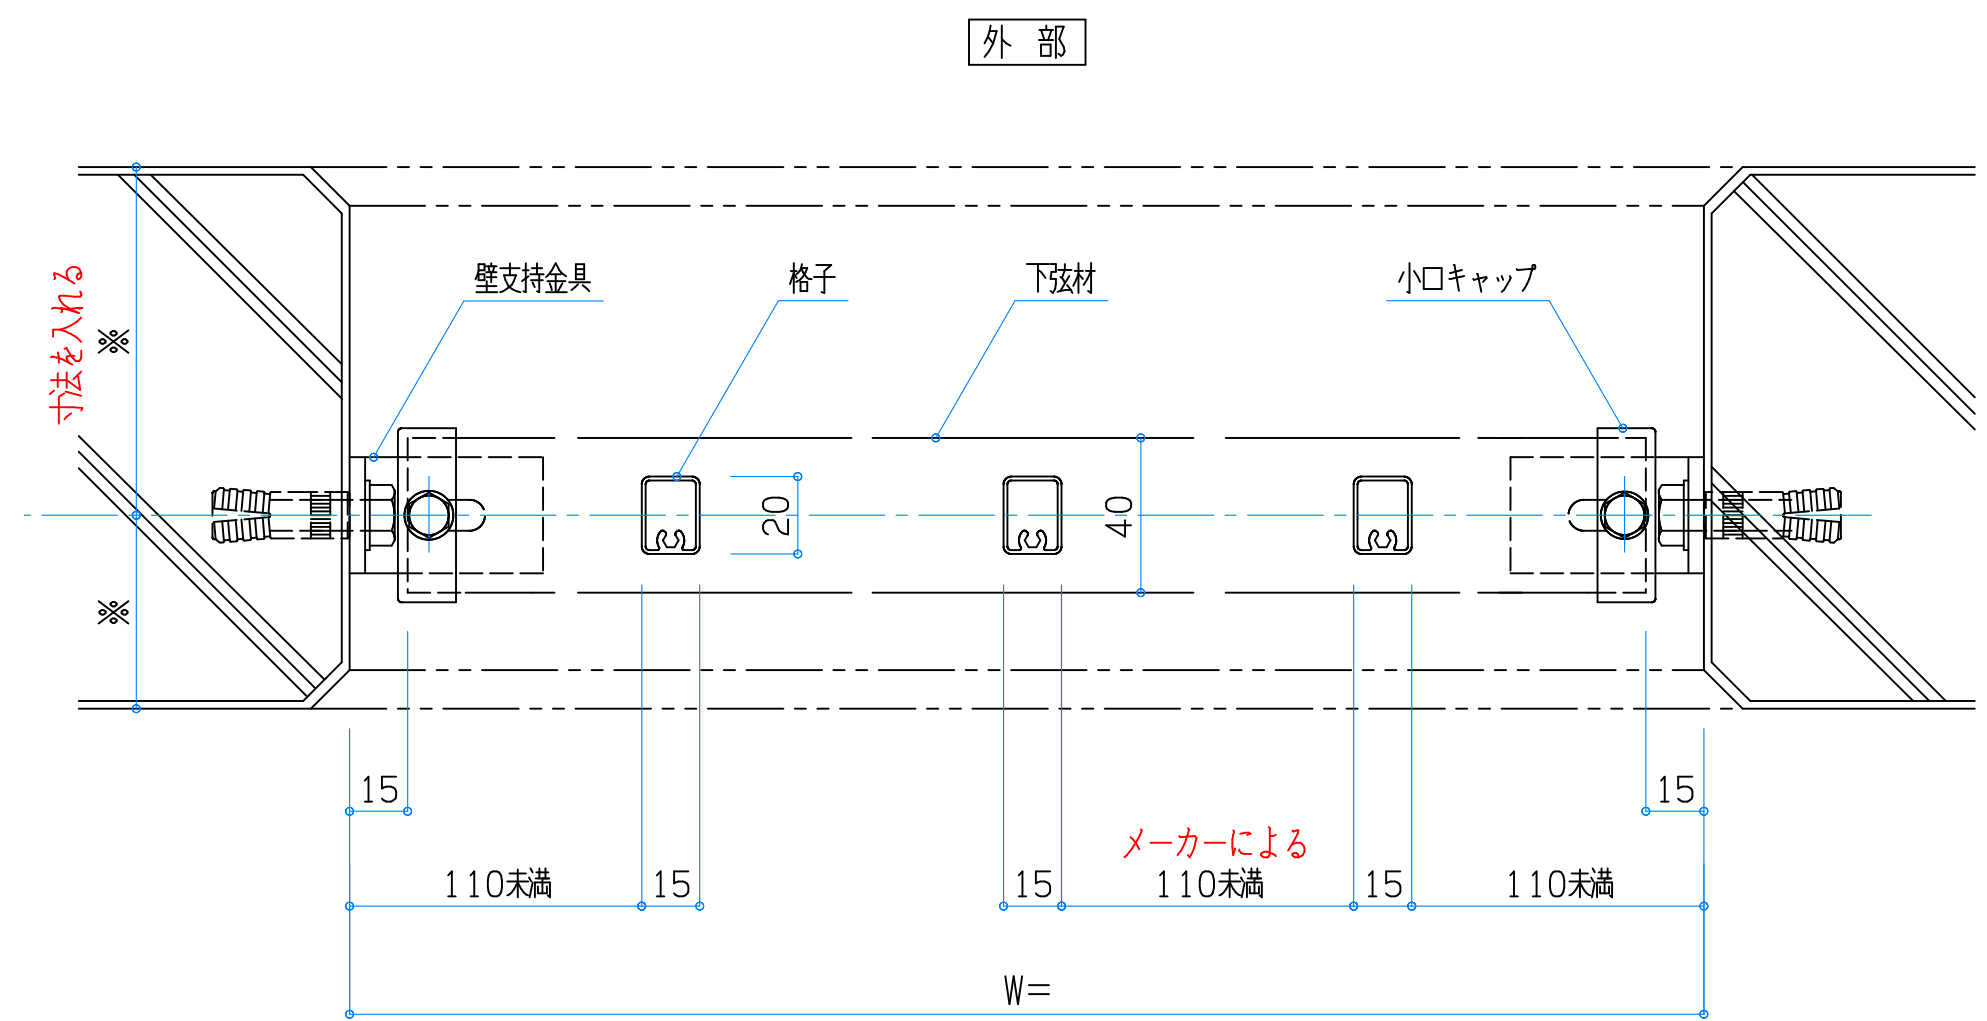 外 部
壁支持金具
格子
下弦材
小口キャップ
寸法を入れる
※
※
20
40
15
15
メーカーによる
110未満
15
15
110未満
15
110未満
W=